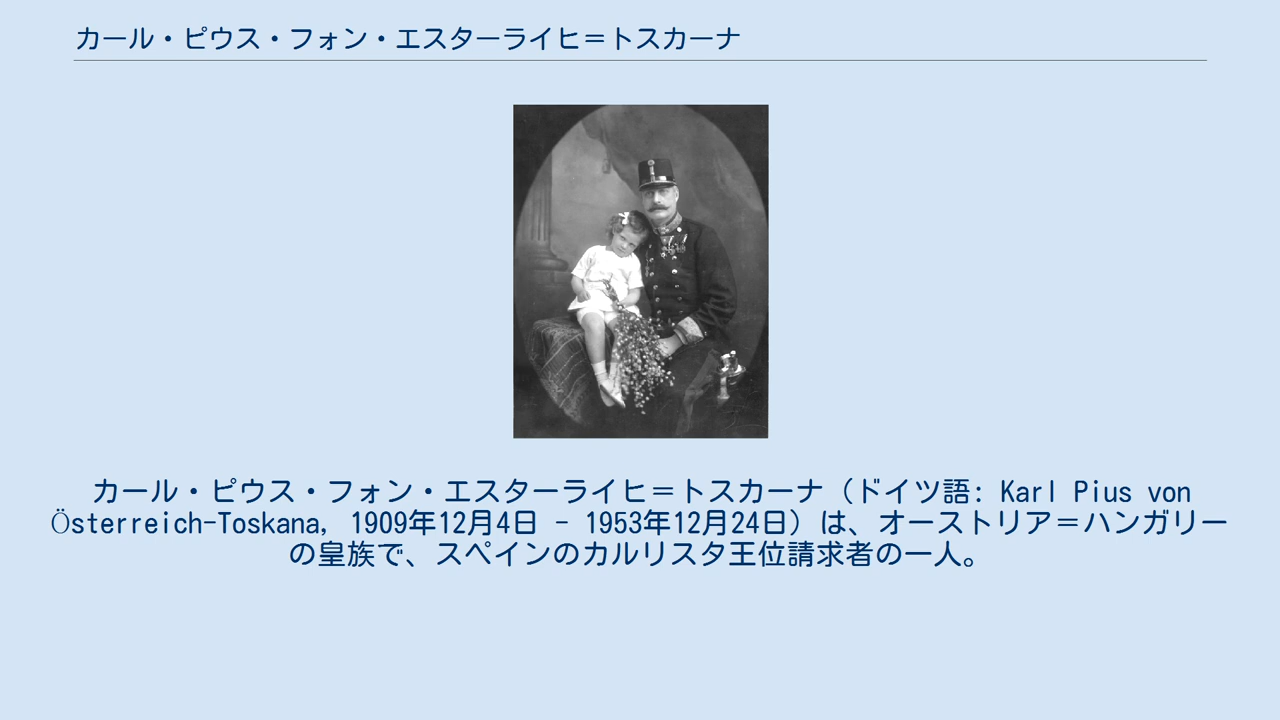 カール・ピウス・フォン・エスターライヒ＝トスカーナ
カール・ピウス・フォン・エスターライヒ＝トスカーナ（ドイツ語: Karl Pius von
Österreich-Toskana, 1909年12月4日 - 1953年12月24日）は、オーストリア＝ハンガリー
の皇族で、スペインのカルリスタ王位請求者の一人。